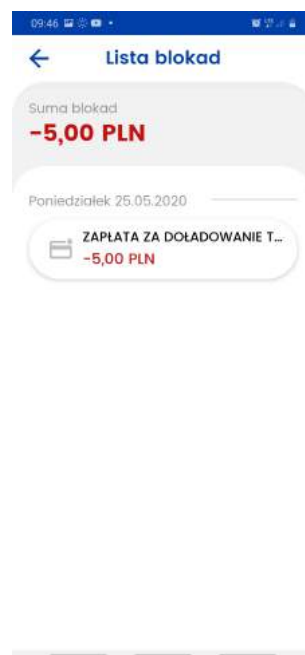 09:46
Lista blokad
Suma blokad
-5,00 PLN
Poniedziałek 25.05.2020
ZAPŁATA ZA DOŁADOWANIE T...
-5,00 PLN